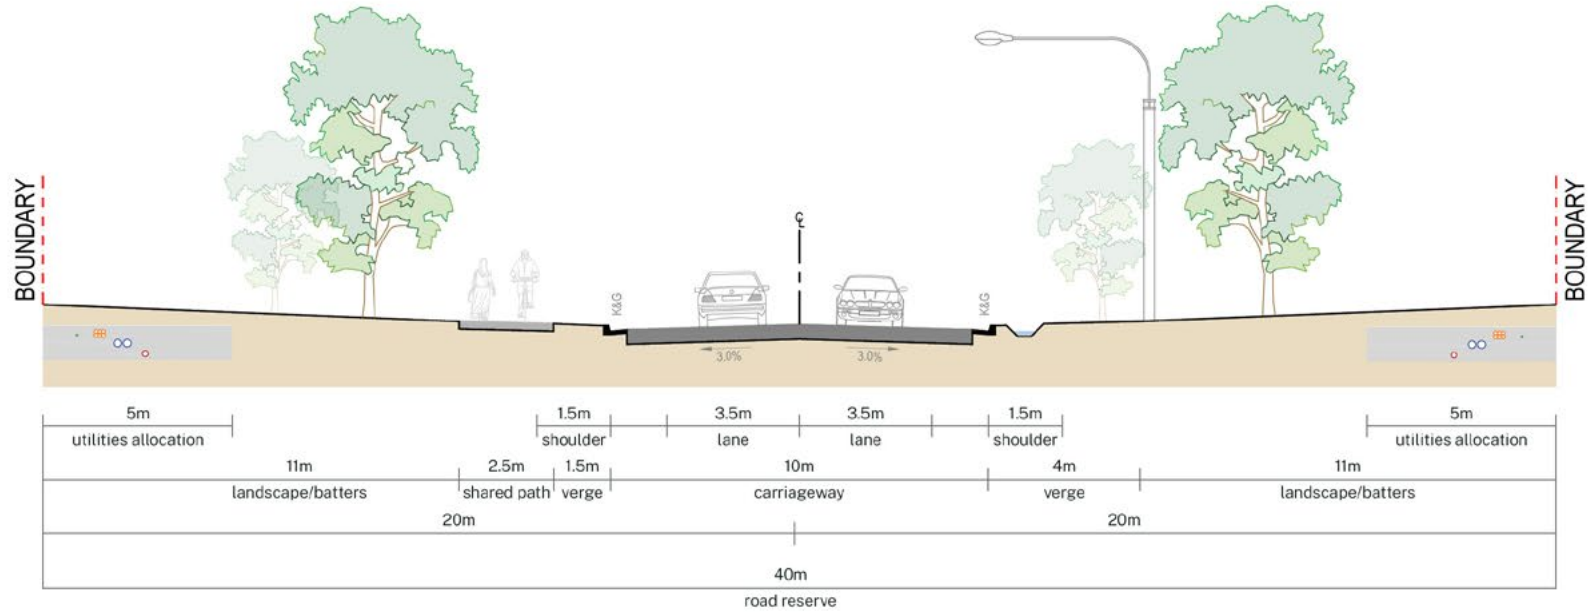 BOUNDARY
BOUNDARY
℄
K&G
K&G
3.0%
3.0%
5m
1.5m
3.5m
3.5m
1.5m
5m
utilities allocation
shoulder
lane
lane
shoulder
utilities allocation
11m
2.5m
1.5m
10m
4m
11m
landscape/batters
shared path
verge
carriageway
verge
landscape/batters
20m
20m
40m
road reserve